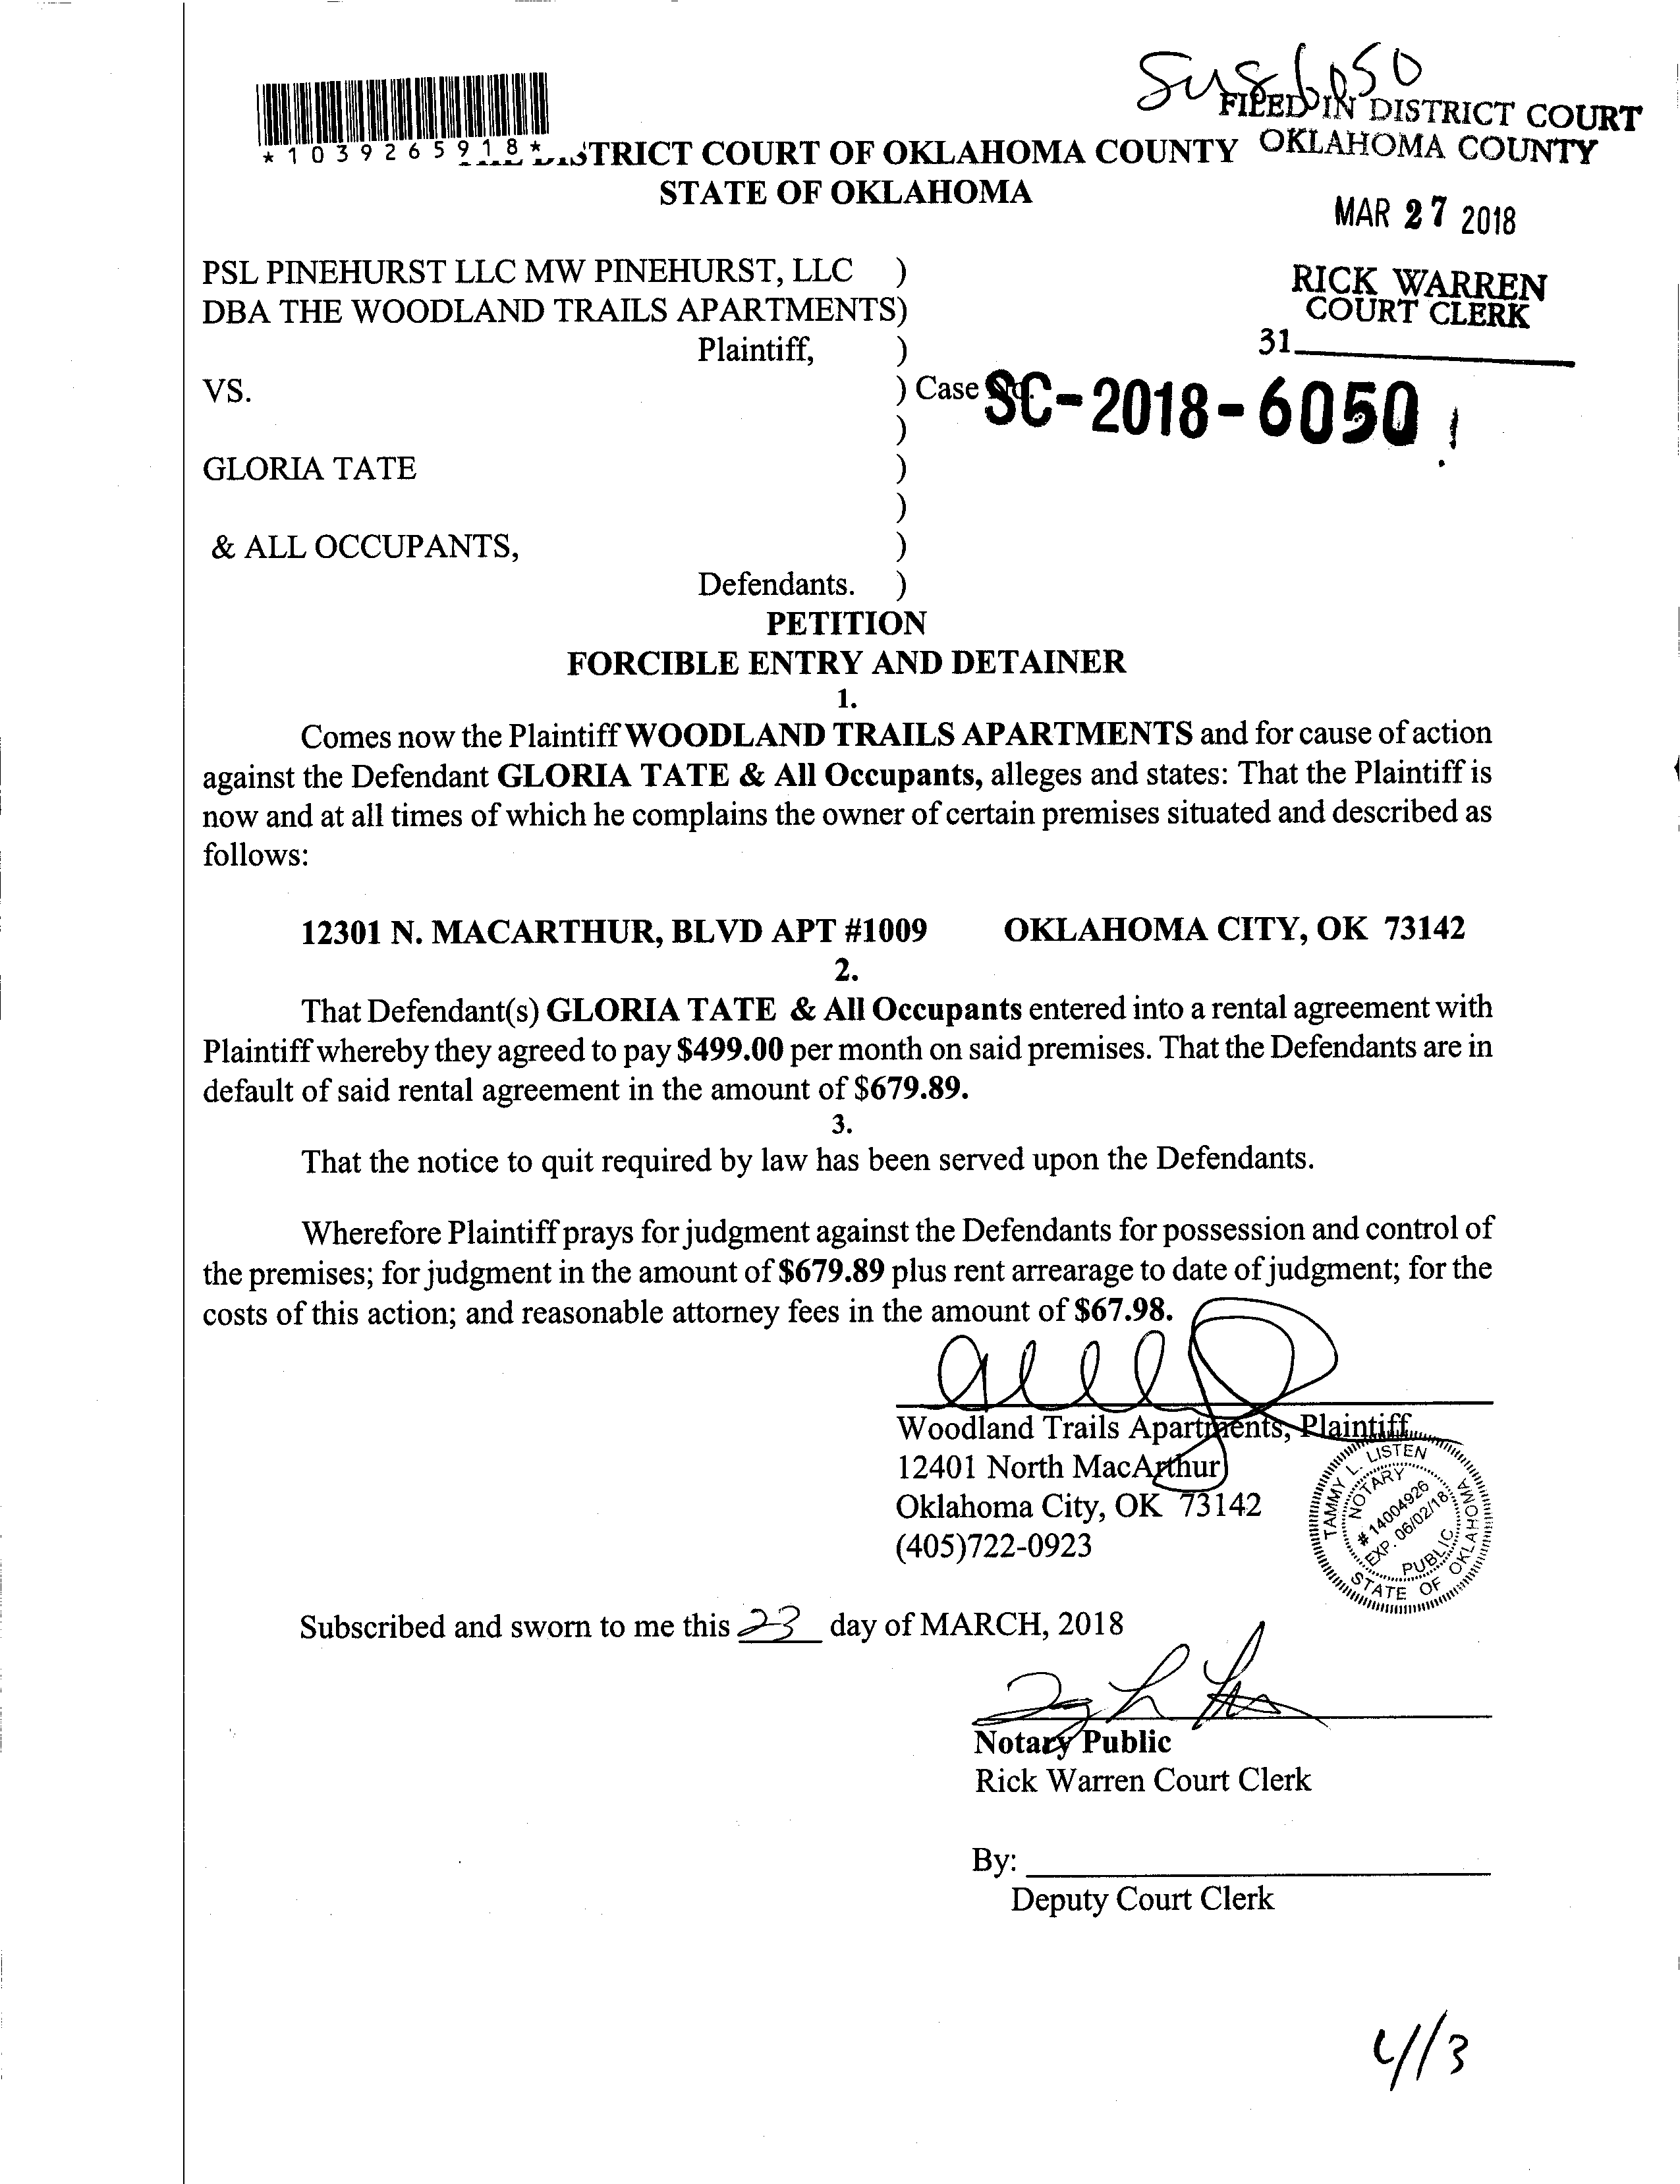 FILED IN DISTRICT COURT
*1039265918*
STRICT COURT OF OKLAHOMA COUNTY
OKLAHOMA COUNTY
STATE OF OKLAHOMA
MAR 27 2018
PSL PINEHURST LLC MW PINEHURST, LLC )
RICK WARREN
DBA THE WOODLAND TRAILS APARTMENTS)
COURT CLERK
Plaintiff, )
31
VS. ) Case No. SC-2018-6050
)
GLORIA TATE )
)
& ALL OCCUPANTS, )
Defendants. )
PETITION
FORCIBLE ENTRY AND DETAINER
1.
Comes now the Plaintiff WOODLAND TRAILS APARTMENTS and for cause of action
against the Defendant GLORIA TATE & All Occupants, alleges and states: That the Plaintiff is
now and at all times of which he complains the owner of certain premises situated and described as
follows:
12301 N. MACARTHUR, BLVD APT #1009 OKLAHOMA CITY, OK 73142
2.
That Defendant(s) GLORIA TATE & All Occupants entered into a rental agreement with
Plaintiff whereby they agreed to pay $499.00 per month on said premises. That the Defendants are in
default of said rental agreement in the amount of $679.89.
3.
That the notice to quit required by law has been served upon the Defendants.
Wherefore Plaintiff prays for judgment against the Defendants for possession and control of
the premises; for judgment in the amount of $679.89 plus rent arrearage to date of judgment; for the
costs of this action; and reasonable attorney fees in the amount of $67.98.
Woodland Trails Apartments, Plaintiff
12401 North MacArthur
Oklahoma City, OK 73142
(405)722-0923
TAMMY L. LISTEN
NOTARY
# 14004926
EXP. 06/02/18
PUBLIC
STATE OF OKLAHOMA
Subscribed and sworn to me this 23 day of MARCH, 2018
Notary Public
Rick Warren Court Clerk
By:
Deputy Court Clerk
4/13